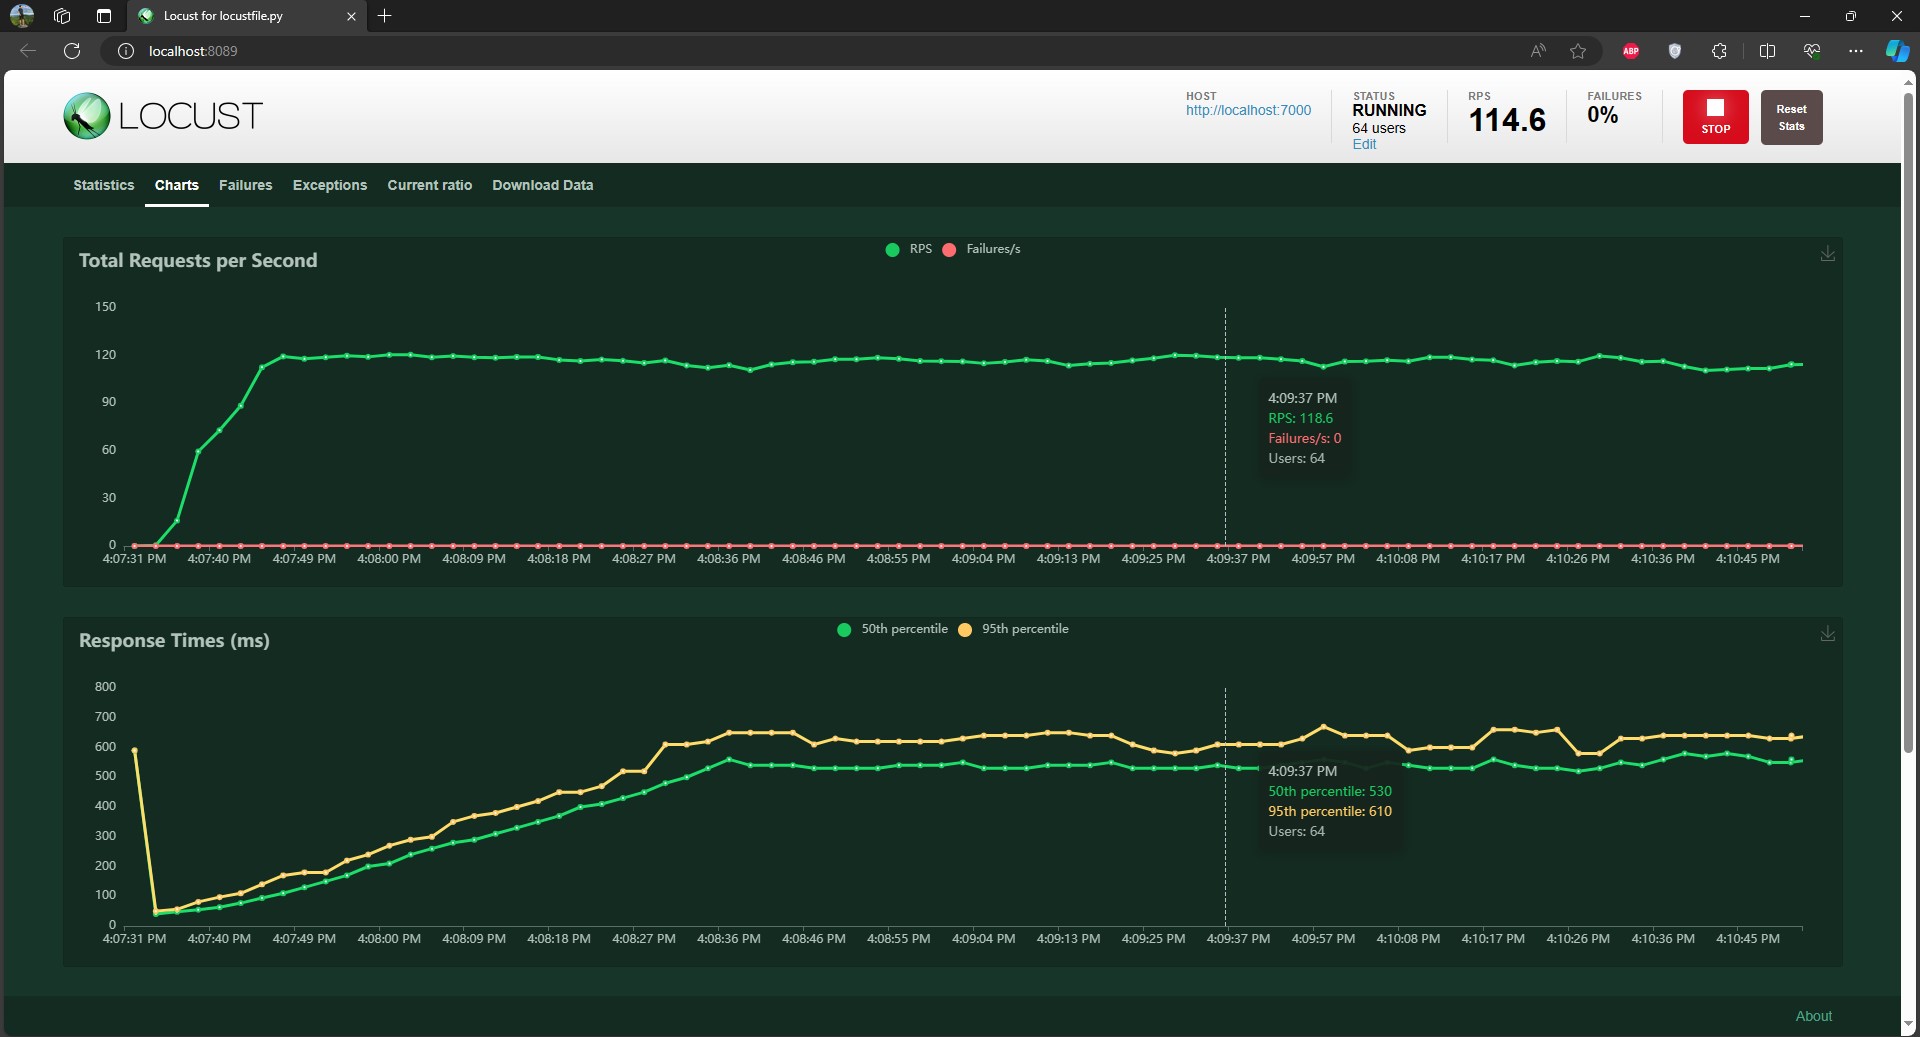 Locust for locustfile.py
localhost:8089
ABP
LOCUST
HOST
http://localhost:7000
STATUS
RUNNING
64 users
Edit
RPS
114.6
FAILURES
0%
STOP
Reset
Stats
Statistics Charts Failures Exceptions Current ratio Download Data
Total Requests per Second
RPS Failures/s
150
120
90
60
30
0
4:09:37 PM
RPS: 118.6
Failures/s: 0
Users: 64
4:07:31 PM 4:07:40 PM 4:07:49 PM 4:08:00 PM 4:08:09 PM 4:08:18 PM 4:08:27 PM 4:08:36 PM 4:08:46 PM 4:08:55 PM 4:09:04 PM 4:09:13 PM 4:09:25 PM 4:09:37 PM 4:09:57 PM 4:10:08 PM 4:10:17 PM 4:10:26 PM 4:10:36 PM 4:10:45 PM
Response Times (ms)
50th percentile 95th percentile
800
700
600
500
400
300
200
100
0
4:09:37 PM
50th percentile: 530
95th percentile: 610
Users: 64
4:07:31 PM 4:07:40 PM 4:07:49 PM 4:08:00 PM 4:08:09 PM 4:08:18 PM 4:08:27 PM 4:08:36 PM 4:08:46 PM 4:08:55 PM 4:09:04 PM 4:09:13 PM 4:09:25 PM 4:09:37 PM 4:09:57 PM 4:10:08 PM 4:10:17 PM 4:10:26 PM 4:10:36 PM 4:10:45 PM
About